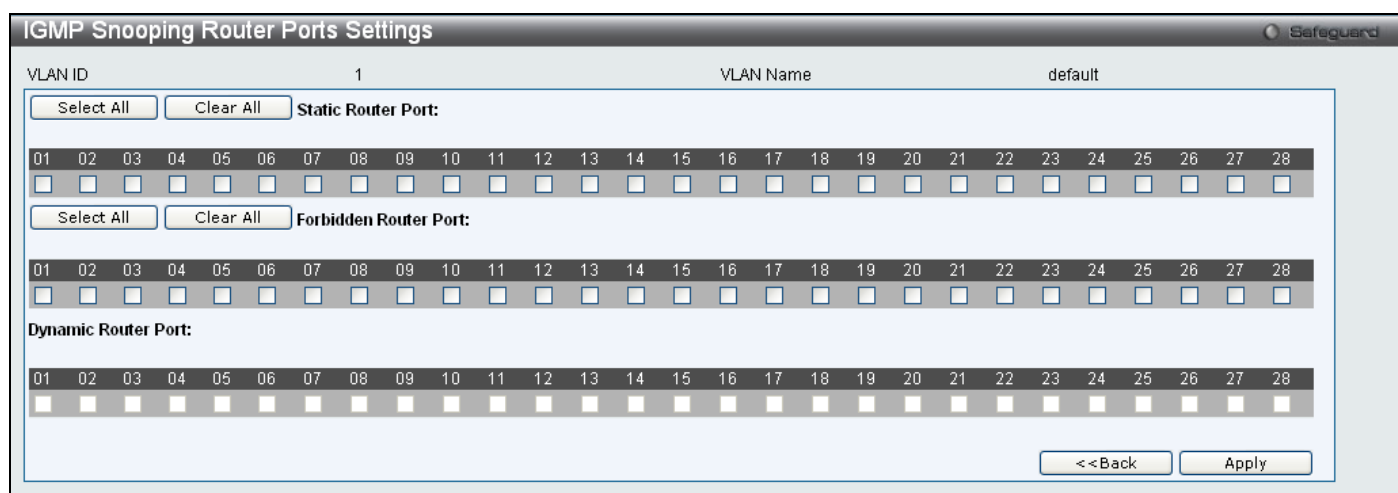 IGMP Snooping Router Ports Settings Safeguard
VLAN ID 1 VLAN Name default
Select All Clear All Static Router Port:
01 02 03 04 05 06 07 08 09 10 11 12 13 14 15 16 17 18 19 20 21 22 23 24 25 26 27 28
Select All Clear All Forbidden Router Port:
01 02 03 04 05 06 07 08 09 10 11 12 13 14 15 16 17 18 19 20 21 22 23 24 25 26 27 28
Dynamic Router Port:
01 02 03 04 05 06 07 08 09 10 11 12 13 14 15 16 17 18 19 20 21 22 23 24 25 26 27 28
<<Back Apply